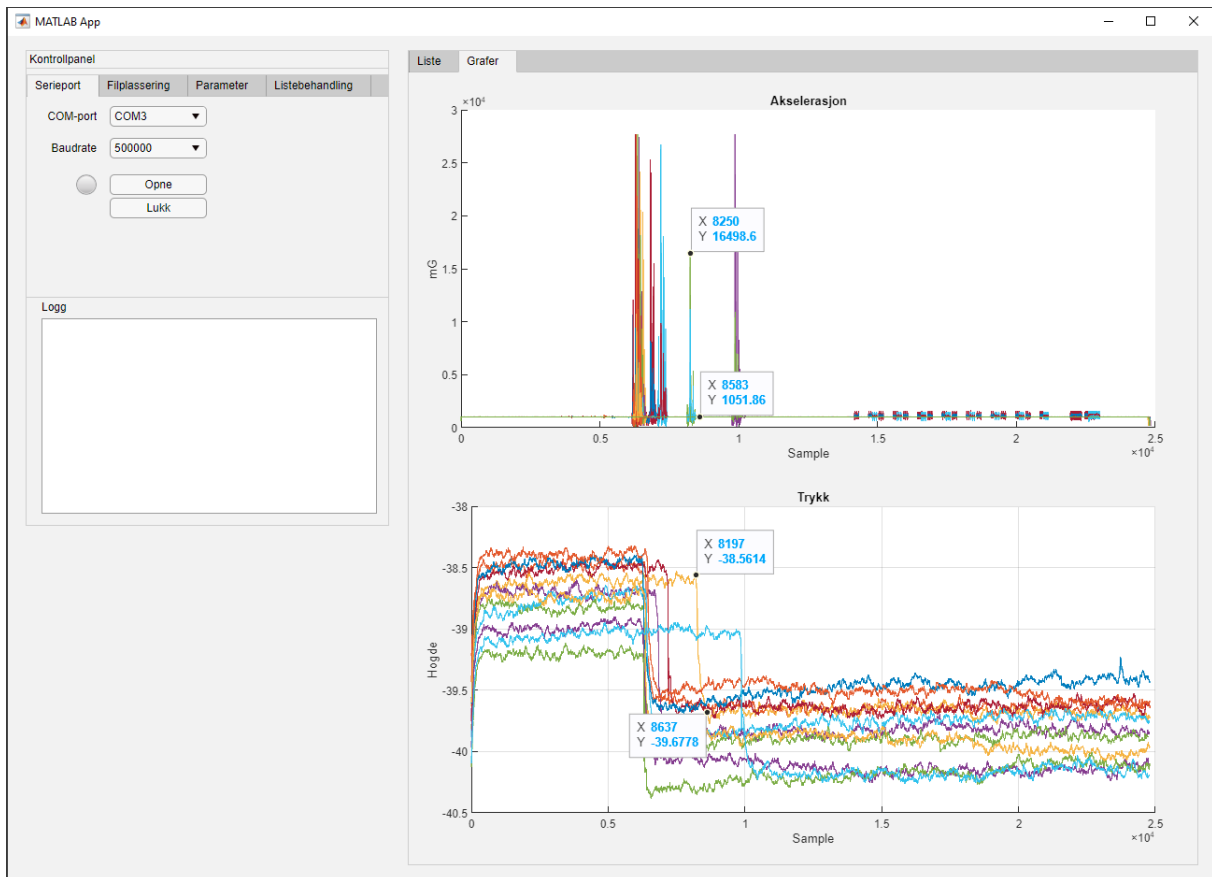 MATLAB App
Kontrollpanel
Serieport Filplassering Parameter Listebehandling
COM-port COM3
Baudrate 500000
Opne
Lukk
Logg
Liste Grafer
Akselerasjon
×10⁴
3
2.5
2
1.5
1
0.5
0
mG
X 8250
Y 16498.6
X 8583
Y 1051.86
0 0.5 1 1.5 2 2.5
Sample
×10⁴
Trykk
-38
-38.5
-39
-39.5
-40
-40.5
Hogde
X 8197
Y -38.5614
X 8637
Y -39.6778
0 0.5 1 1.5 2 2.5
Sample
×10⁴